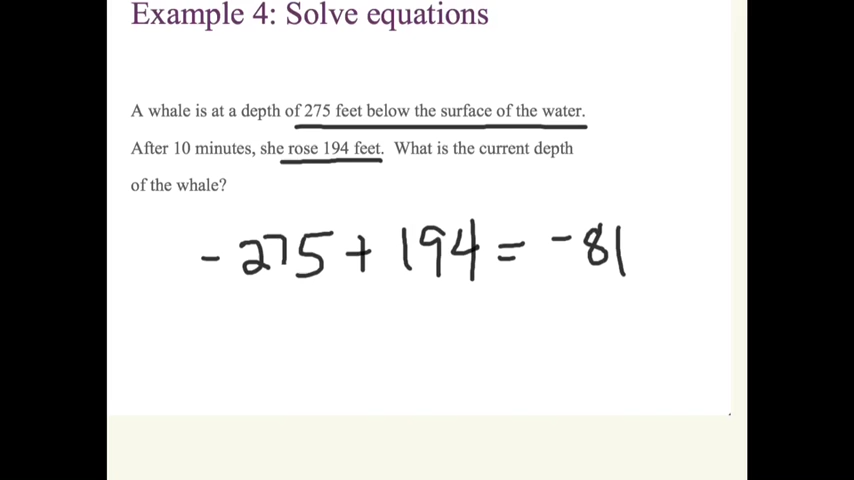 Example 4: Solve equations
A whale is at a depth of 275 feet below the surface of the water.
After 10 minutes, she rose 194 feet. What is the current depth
of the whale?
- 275 + 194 = -81